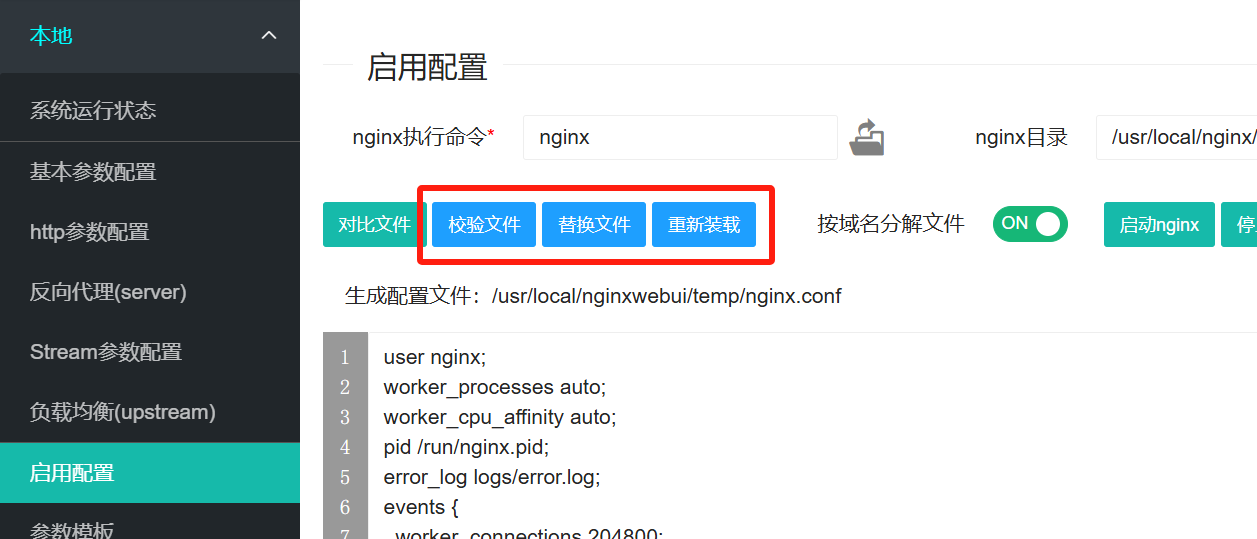 本地
系统运行状态
基本参数配置
http参数配置
反向代理(server)
Stream参数配置
负载均衡(upstream)
启用配置
参数模板
启用配置
nginx执行命令* nginx nginx目录 /usr/local/nginx/
对比文件 校验文件 替换文件 重新装载 按域名分解文件 ON 启动nginx 停
生成配置文件：/usr/local/nginxwebui/temp/nginx.conf
1 user nginx;
2 worker_processes auto;
3 worker_cpu_affinity auto;
4 pid /run/nginx.pid;
5 error_log logs/error.log;
6 events {
7 worker_connections 204800;